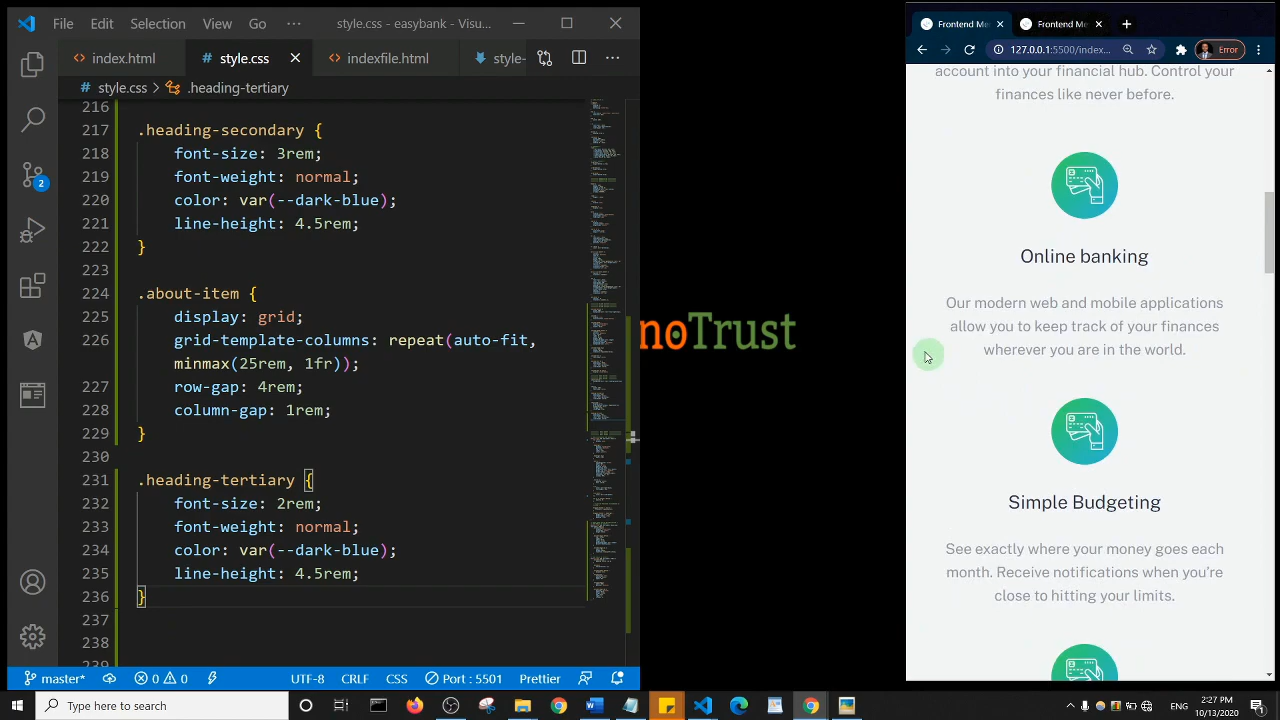 File Edit Selection View Go ··· style.css - easybank - Visu...
index.html
style.css
indexfile.html
te-
style.css > .heading-tertiary
216
217 .heading-secondary {
218 font-size: 3rem;
219 font-weight: normal;
220 color: var(--dark-blue);
221 line-height: 4.5rem;
222 }
223
224 .about-item {
225 display: grid;
226 grid-template-columns: repeat(auto-fit,
minmax(25rem, 1fr));
227 row-gap: 4rem;
228 column-gap: 1rem;
229 }
230
231 .heading-tertiary {
232 font-size: 2rem;
233 font-weight: normal;
234 color: var(--dark-blue);
235 line-height: 4.5rem;
236 }
237
238
239
2
master* 0 0 UTF-8 CRLF CSS Port : 5501 Prettier
noTrust
Frontend Me
Frontend Me
127.0.0.1:5500/index... Error
account into your financial hub. Control your
finances like never before.
Online banking
Our modern web and mobile applications
allow you to keep track of your finances
wherever you are in the world.
Simple Budgeting
See exactly where your money goes each
month. Receive notifications when you're
close to hitting your limits.
Type here to search
2:27 PM
10/13/2020
1